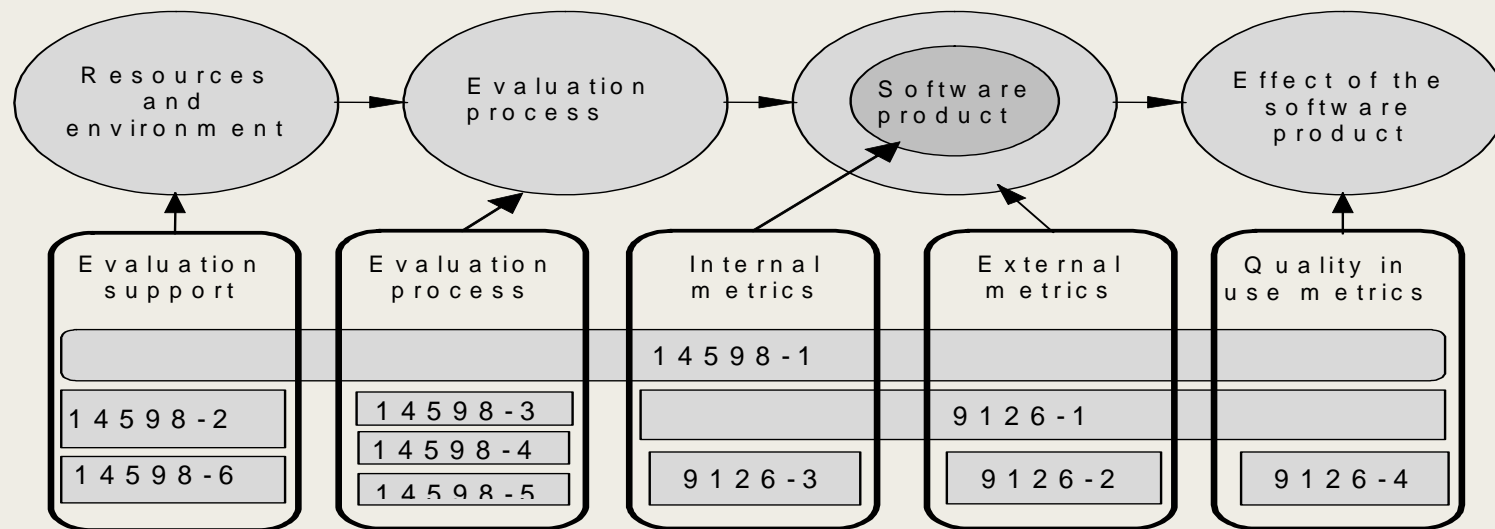 Resources
and
environment
Evaluation
process
Software
product
Effect of the
software
product
Evaluation
support
Evaluation
process
Internal
metrics
External
metrics
Quality in
use metrics
14598-1
14598-2
14598-6
14598-3
14598-4
14598-5
9126-1
9126-3
9126-2
9126-4